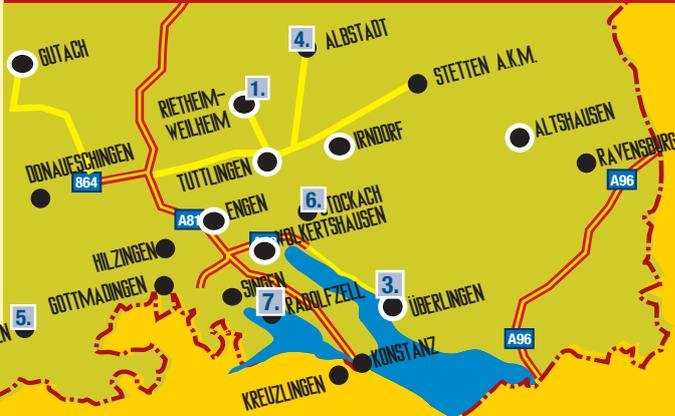 4.
ALBSTADT
GUTACH
STETTEN A.K.M.
1.
RIETHEIM-
WEILHEIM
ALTSHAUSEN
IRNDORF
DONAUESCHINGEN
RAVENSBURG
TUTTLINGEN
864
A96
6.
STOCKACH
ENGEN
A81
VOLKERTSHAUSEN
HILZINGEN
GOTTMADINGEN
SINGEN
3.
7.
RADOLFZELL
ÜBERLINGEN
5.
EN
A96
KONSTANZ
KREUZLINGEN